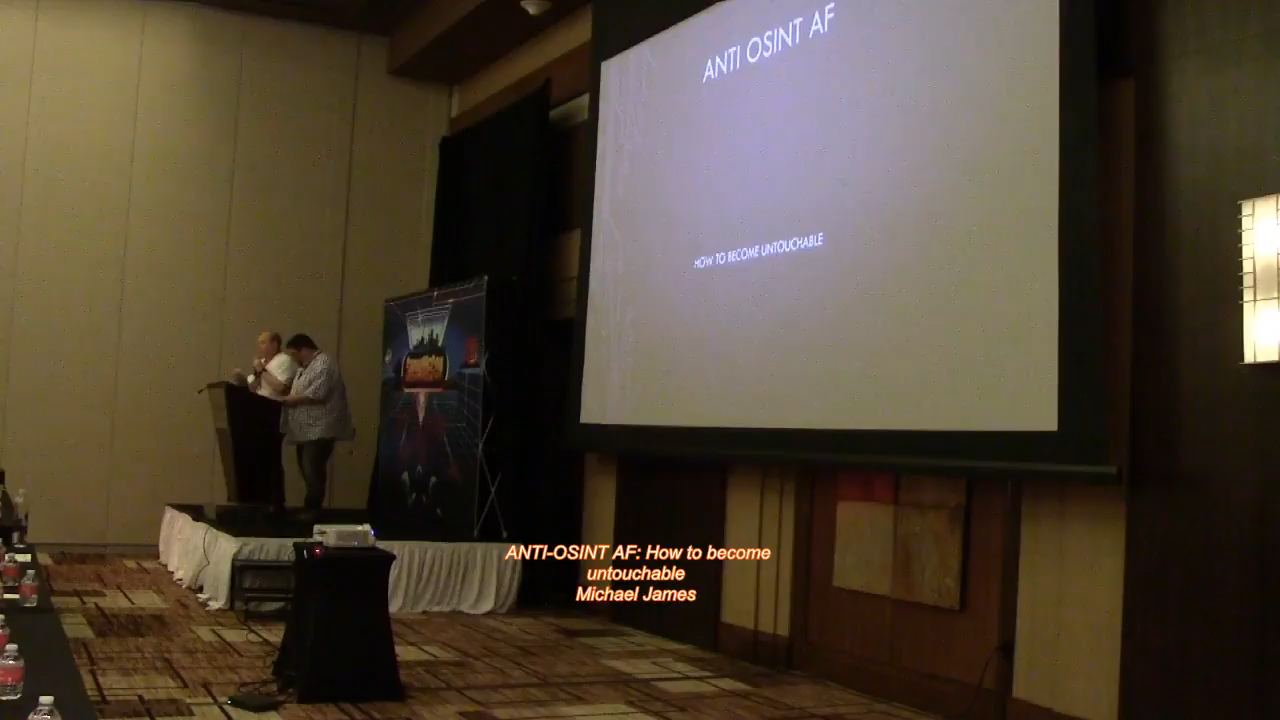 ANTI OSINT AF
HOW TO BECOME UNTOUCHABLE
ANTI-OSINT AF: How to become
untouchable
Michael James